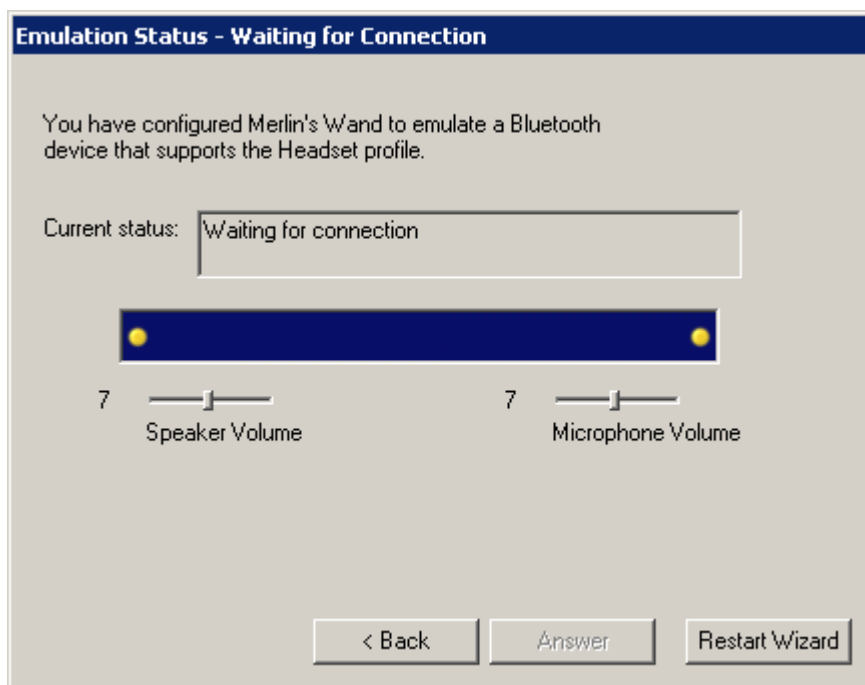 Emulation Status - Waiting for Connection
You have configured Merlin's Wand to emulate a Bluetooth
device that supports the Headset profile.
Current status: Waiting for connection
7 7
Speaker Volume Microphone Volume
< Back Answer Restart Wizard